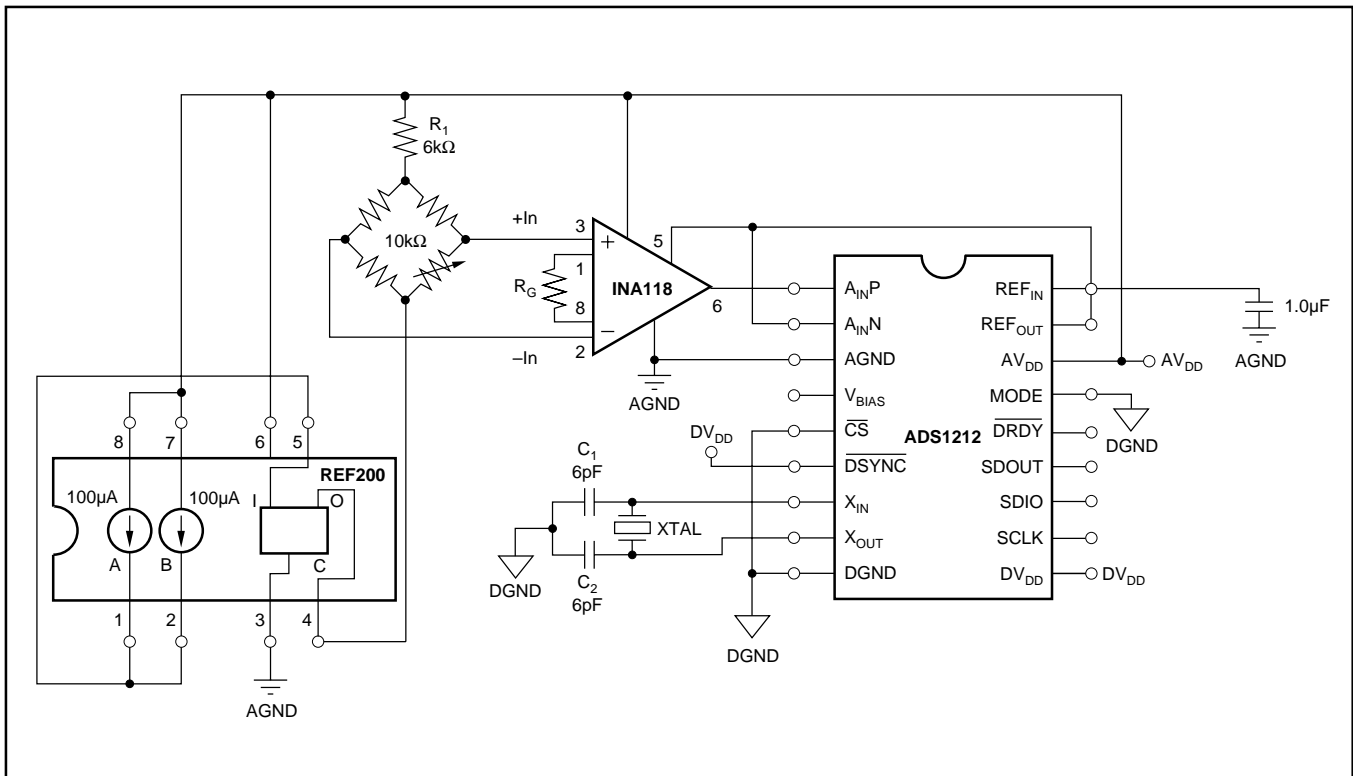 R1
6kΩ
10kΩ
+In
–In
RG
3
1
8
2
5
6
INA118
AGND
8
7
6
5
REF200
100µA
100µA
I
O
A
B
C
1
2
3
4
AGND
DVDD
C1
6pF
XTAL
C2
6pF
DGND
DGND
AINP
AINN
AGND
VBIAS
CS
DSYNC
XIN
XOUT
DGND
ADS1212
REFIN
REFOUT
AVDD
MODE
DRDY
SDOUT
SDIO
SCLK
DVDD
1.0µF
AGND
AVDD
DGND
DVDD